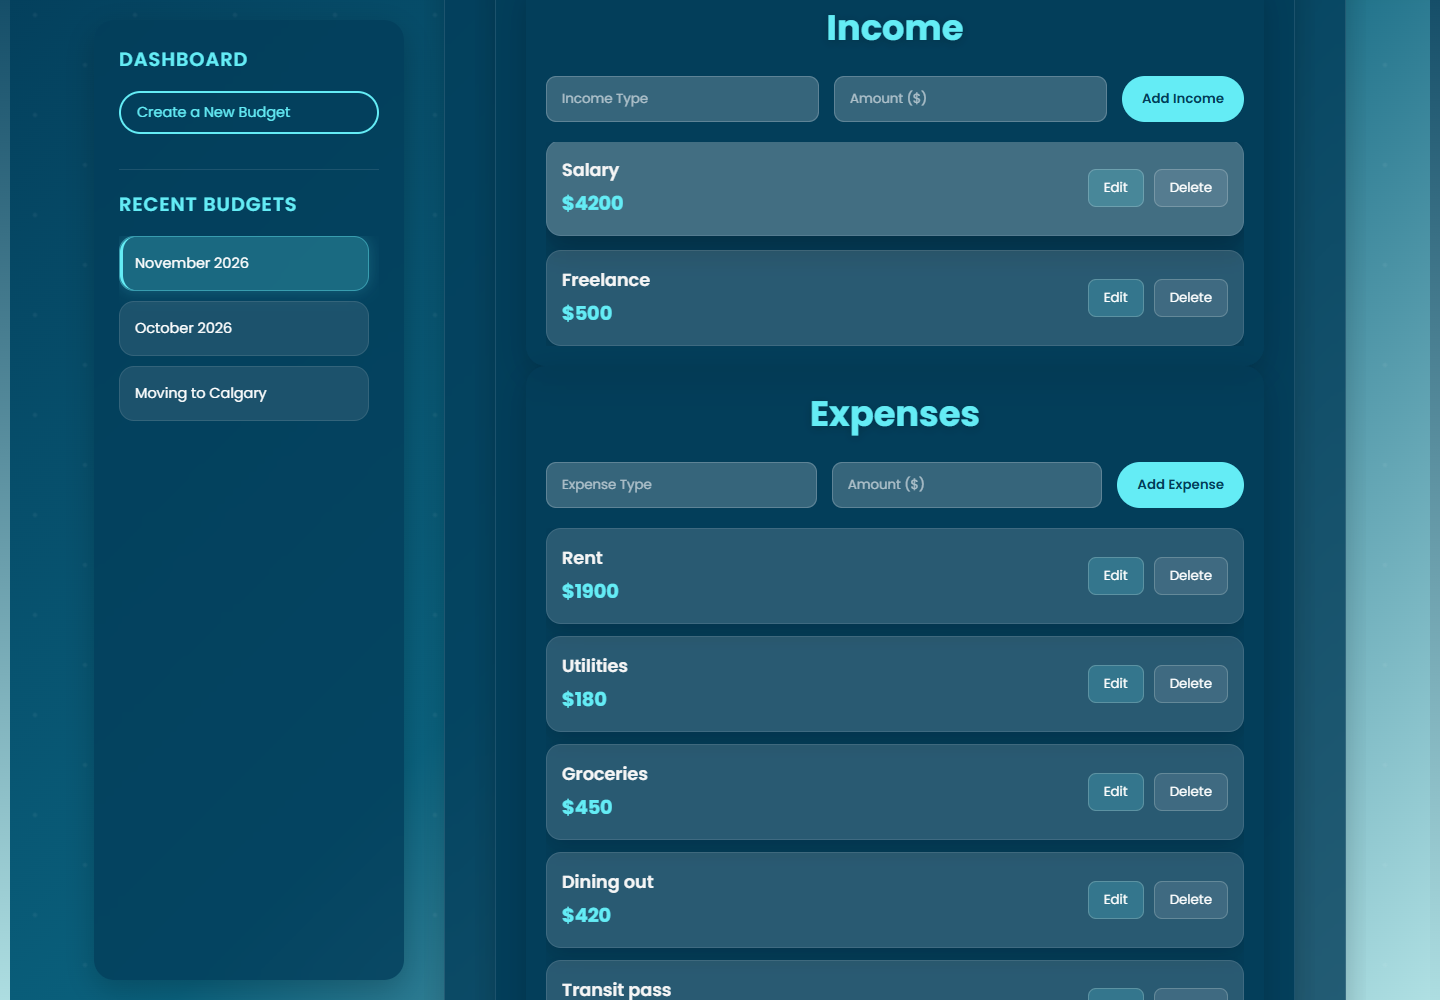 DASHBOARD
Create a New Budget
RECENT BUDGETS
November 2026
October 2026
Moving to Calgary
Income
Income Type
Amount ($)
Add Income
Salary
$4200
Edit
Delete
Freelance
$500
Edit
Delete
Expenses
Expense Type
Amount ($)
Add Expense
Rent
$1900
Edit
Delete
Utilities
$180
Edit
Delete
Groceries
$450
Edit
Delete
Dining out
$420
Edit
Delete
Transit pass